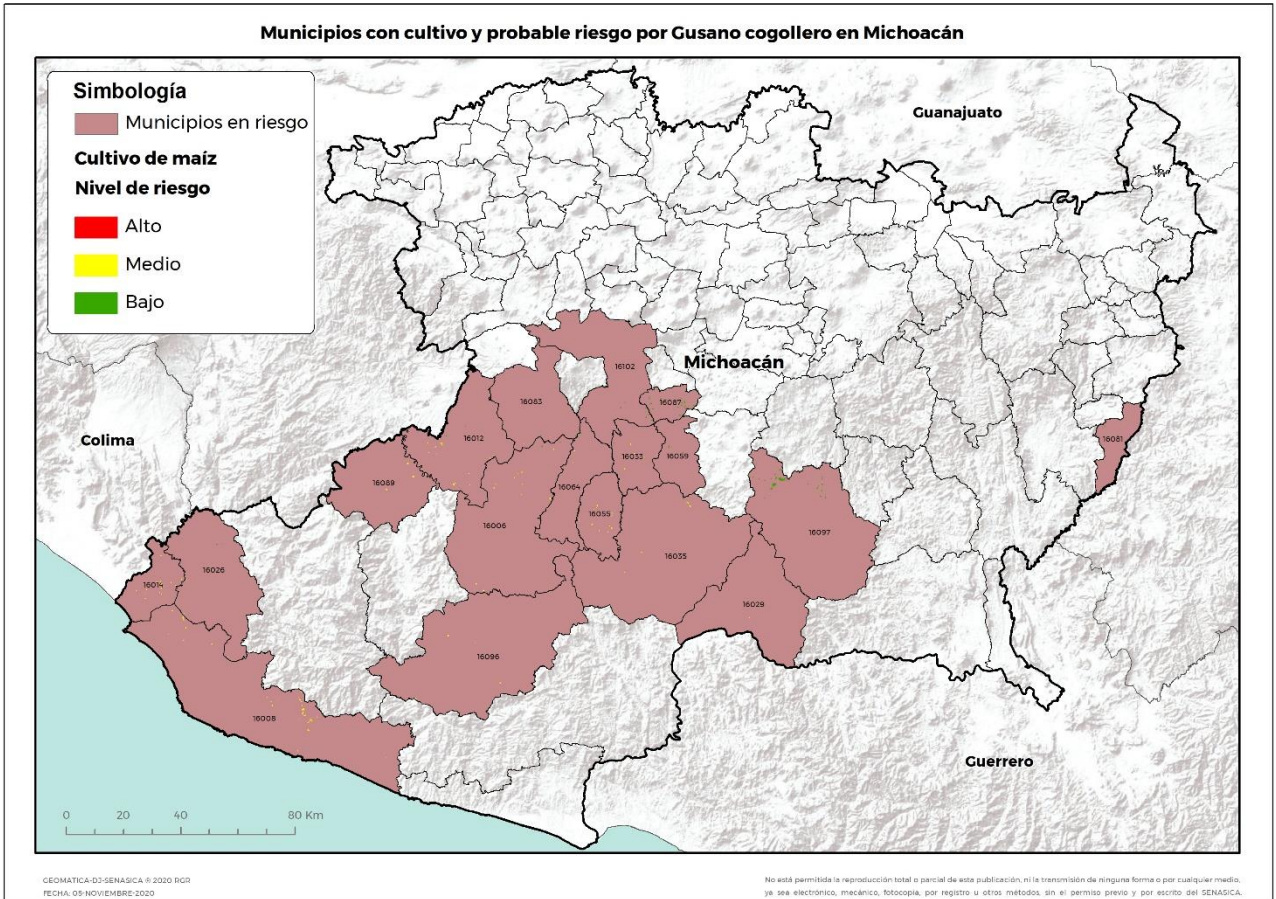 Municipios con cultivo y probable riesgo por Gusano cogollero en Michoacán
Simbología
Municipios en riesgo
Cultivo de maíz
Nivel de riesgo
Alto
Medio
Bajo
Guanajuato
Michoacán
Colima
Guerrero
16102
16083
16087
16012
16033
16059
16081
16089
16064
16055
16006
16097
16035
16026
16014
16029
16096
16008
0 20 40 80 Km
GEOMATICA-DJ-SENASICA ® 2020 RGR
FECHA: 05-NOVIEMBRE-2020
No está permitida la reproducción total o parcial de esta publicación, ni la transmisión de ninguna forma o por cualquier medio,
ya sea electrónico, mecánico, fotocopia, por registro u otros métodos, sin el permiso previo y por escrito del SENASICA.